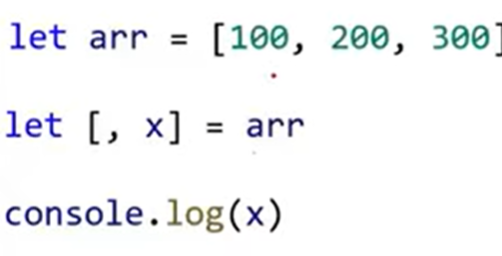 let arr = [100, 200, 300]
let [, x] = arr
console.log(x)